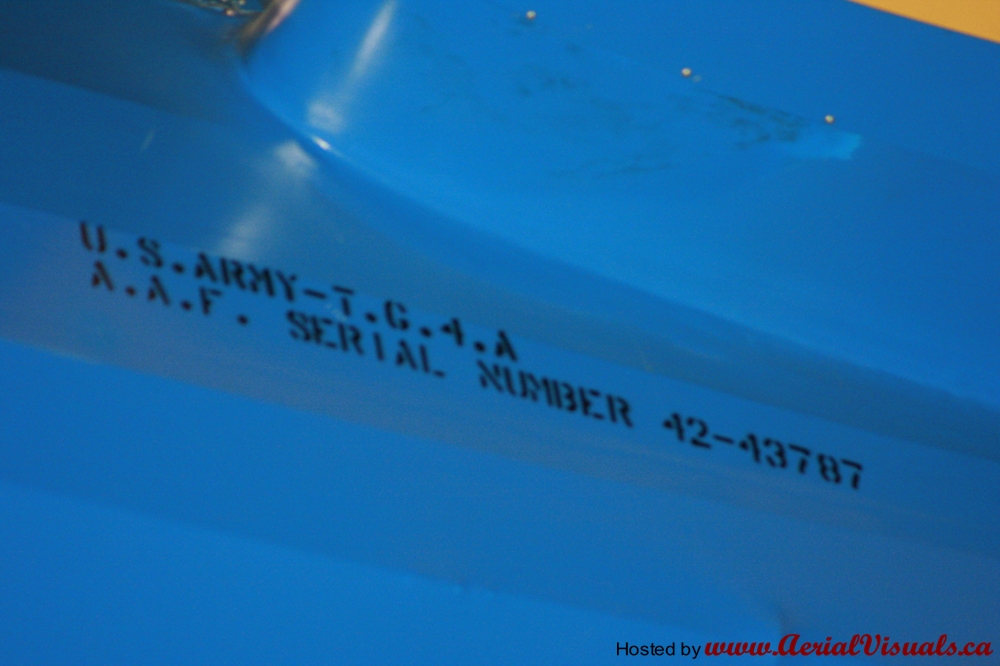 U.S.ARMY-T.G.4.A
A.A.F. SERIAL NUMBER 42-43787
Hosted by www.AerialVisuals.ca